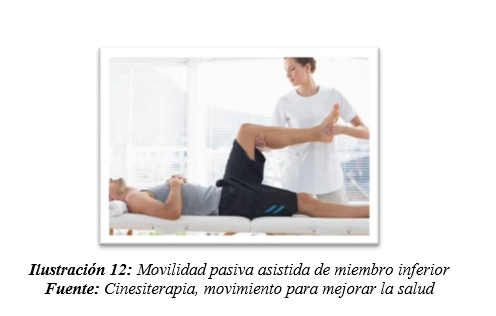 Ilustración 12: Movilidad pasiva asistida de miembro inferior
Fuente: Cinesiterapia, movimiento para mejorar la salud